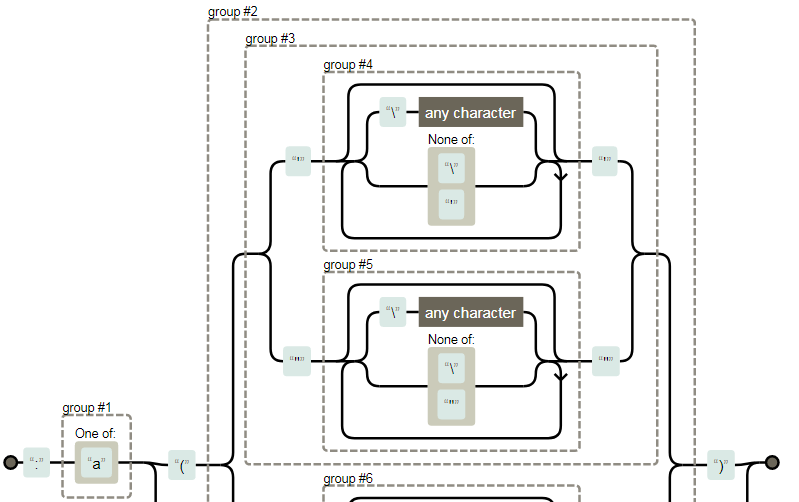 group #2
group #3
group #4
“\” any character
None of:
“'” “\” “'”
“'”
group #5
“\” any character
None of:
“\”
“"” “"”
“"”
group #1
One of:
“:” “a” “(” “)”
group #6